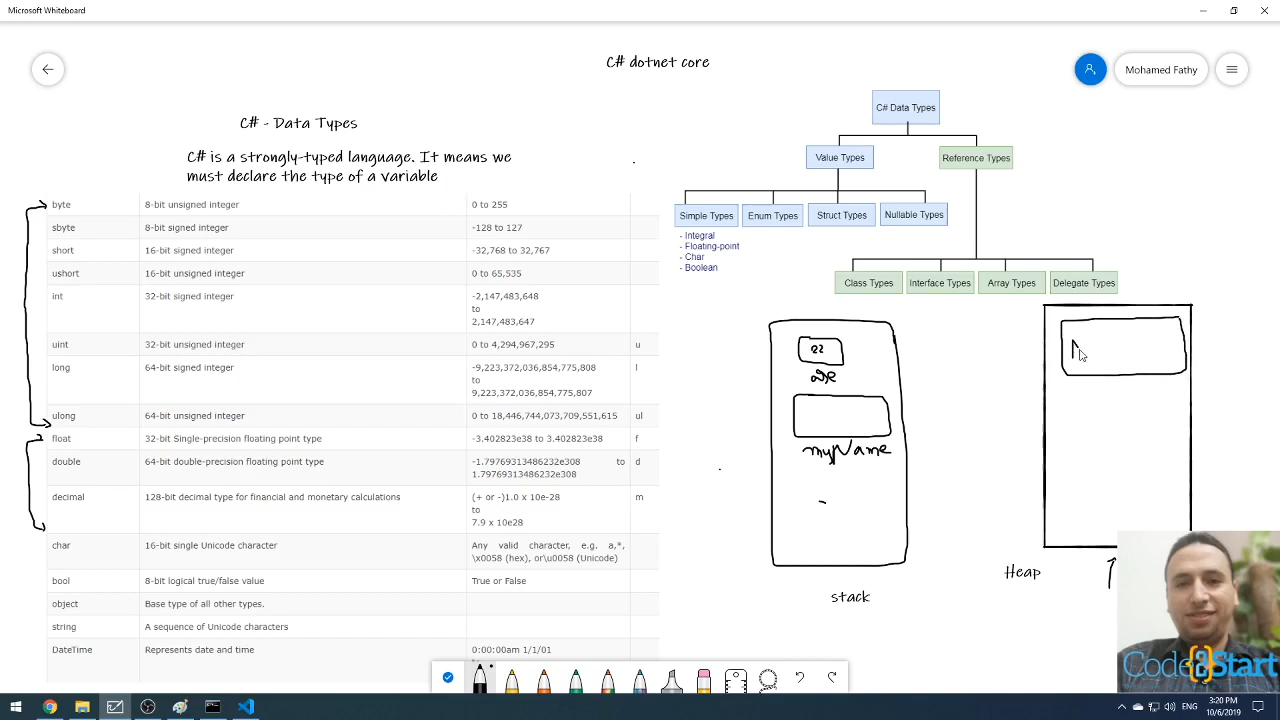 Microsoft Whiteboard
C# dotnet core
Mohamed Fathy
C# - Data Types
C# is a strongly-typed language. It means we
must declare the type of a variable
byte 8-bit unsigned integer 0 to 255
sbyte 8-bit signed integer -128 to 127
short 16-bit signed integer -32,768 to 32,767
ushort 16-bit unsigned integer 0 to 65,535
int 32-bit signed integer -2,147,483,648
to
2,147,483,647
uint 32-bit unsigned integer 0 to 4,294,967,295 u
long 64-bit signed integer -9,223,372,036,854,775,808 l
to
9,223,372,036,854,775,807
ulong 64-bit unsigned integer 0 to 18,446,744,073,709,551,615 ul
float 32-bit Single-precision floating point type -3.402823e38 to 3.402823e38 f
double 64-bit double-precision floating point type -1.79769313486232e308 to d
1.79769313486232e308
decimal 128-bit decimal type for financial and monetary calculations (+ or -)1.0 x 10e-28 m
to
7.9 x 10e28
char 16-bit single Unicode character Any valid character, e.g. a,*,
\x0058 (hex), or\u0058 (Unicode)
bool 8-bit logical true/false value True or False
object Base type of all other types.
string A sequence of Unicode characters
DateTime Represents date and time 0:00:00am 1/1/01
C# Data Types
Value Types Reference Types
Simple Types Enum Types Struct Types Nullable Types
- Integral
- Floating-point
- Char
- Boolean
Class Types Interface Types Array Types Delegate Types
myName
stack
Heap
Code2Start
ENG
3:20 PM
10/6/2019